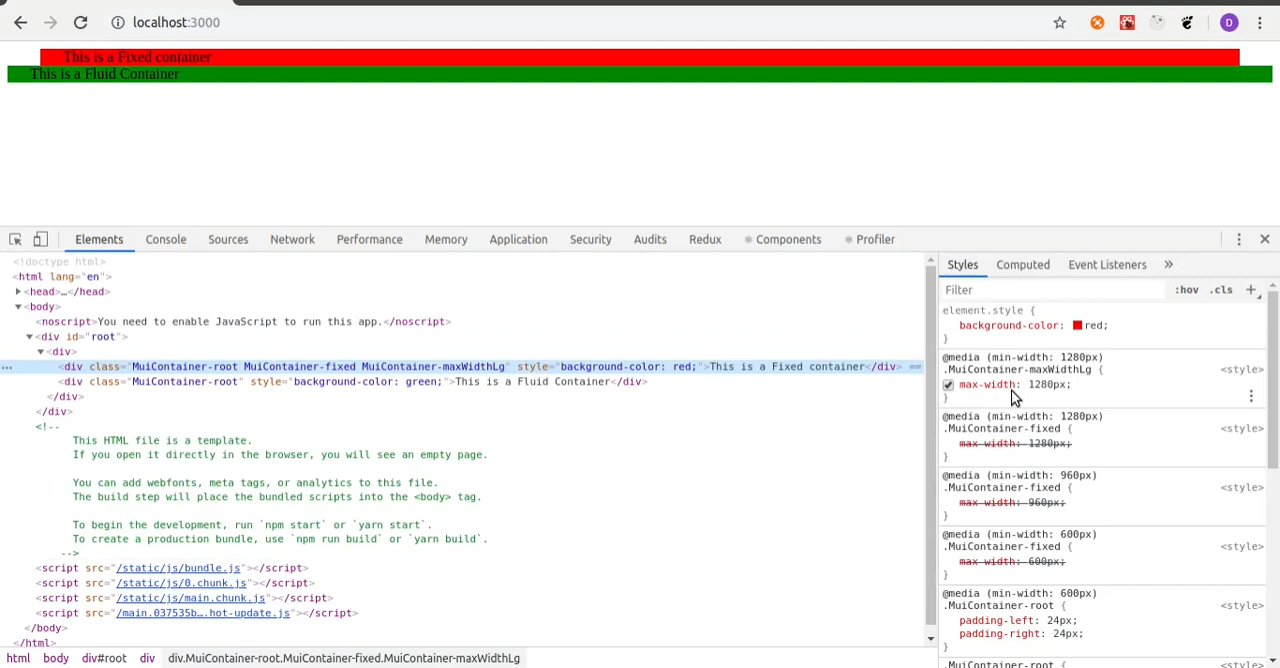 localhost:3000
D
This is a Fixed container
This is a Fluid Container
Elements Console Sources Network Performance Memory Application Security Audits Redux Components Profiler
<!doctype html>
<html lang="en">
<head>…</head>
<body>
<noscript>You need to enable JavaScript to run this app.</noscript>
<div id="root">
<div>
<div class="MuiContainer-root MuiContainer-fixed MuiContainer-maxWidthLg" style="background-color: red;">This is a Fixed container</div> ==
<div class="MuiContainer-root" style="background-color: green;">This is a Fluid Container</div>
</div>
</div>
<!--
This HTML file is a template.
If you open it directly in the browser, you will see an empty page.
You can add webfonts, meta tags, or analytics to this file.
The build step will place the bundled scripts into the <body> tag.
To begin the development, run `npm start` or `yarn start`.
To create a production bundle, use `npm run build` or `yarn build`.
-->
<script src="/static/js/bundle.js"></script>
<script src="/static/js/0.chunk.js"></script>
<script src="/static/js/main.chunk.js"></script>
<script src="/main.037535b….hot-update.js"></script>
</body>
</html>
html body div#root div div.MuiContainer-root.MuiContainer-fixed.MuiContainer-maxWidthLg
Styles Computed Event Listeners »
Filter :hov .cls +
element.style {
background-color: red;
}
@media (min-width: 1280px)
.MuiContainer-maxWidthLg { <style>
max-width: 1280px;
}
@media (min-width: 1280px)
.MuiContainer-fixed { <style>
max-width: 1280px;
}
@media (min-width: 960px)
.MuiContainer-fixed { <style>
max-width: 960px;
}
@media (min-width: 600px)
.MuiContainer-fixed { <style>
max-width: 600px;
}
@media (min-width: 600px)
.MuiContainer-root { <style>
padding-left: 24px;
padding-right: 24px;
}
.MuiContainer-root { <style>